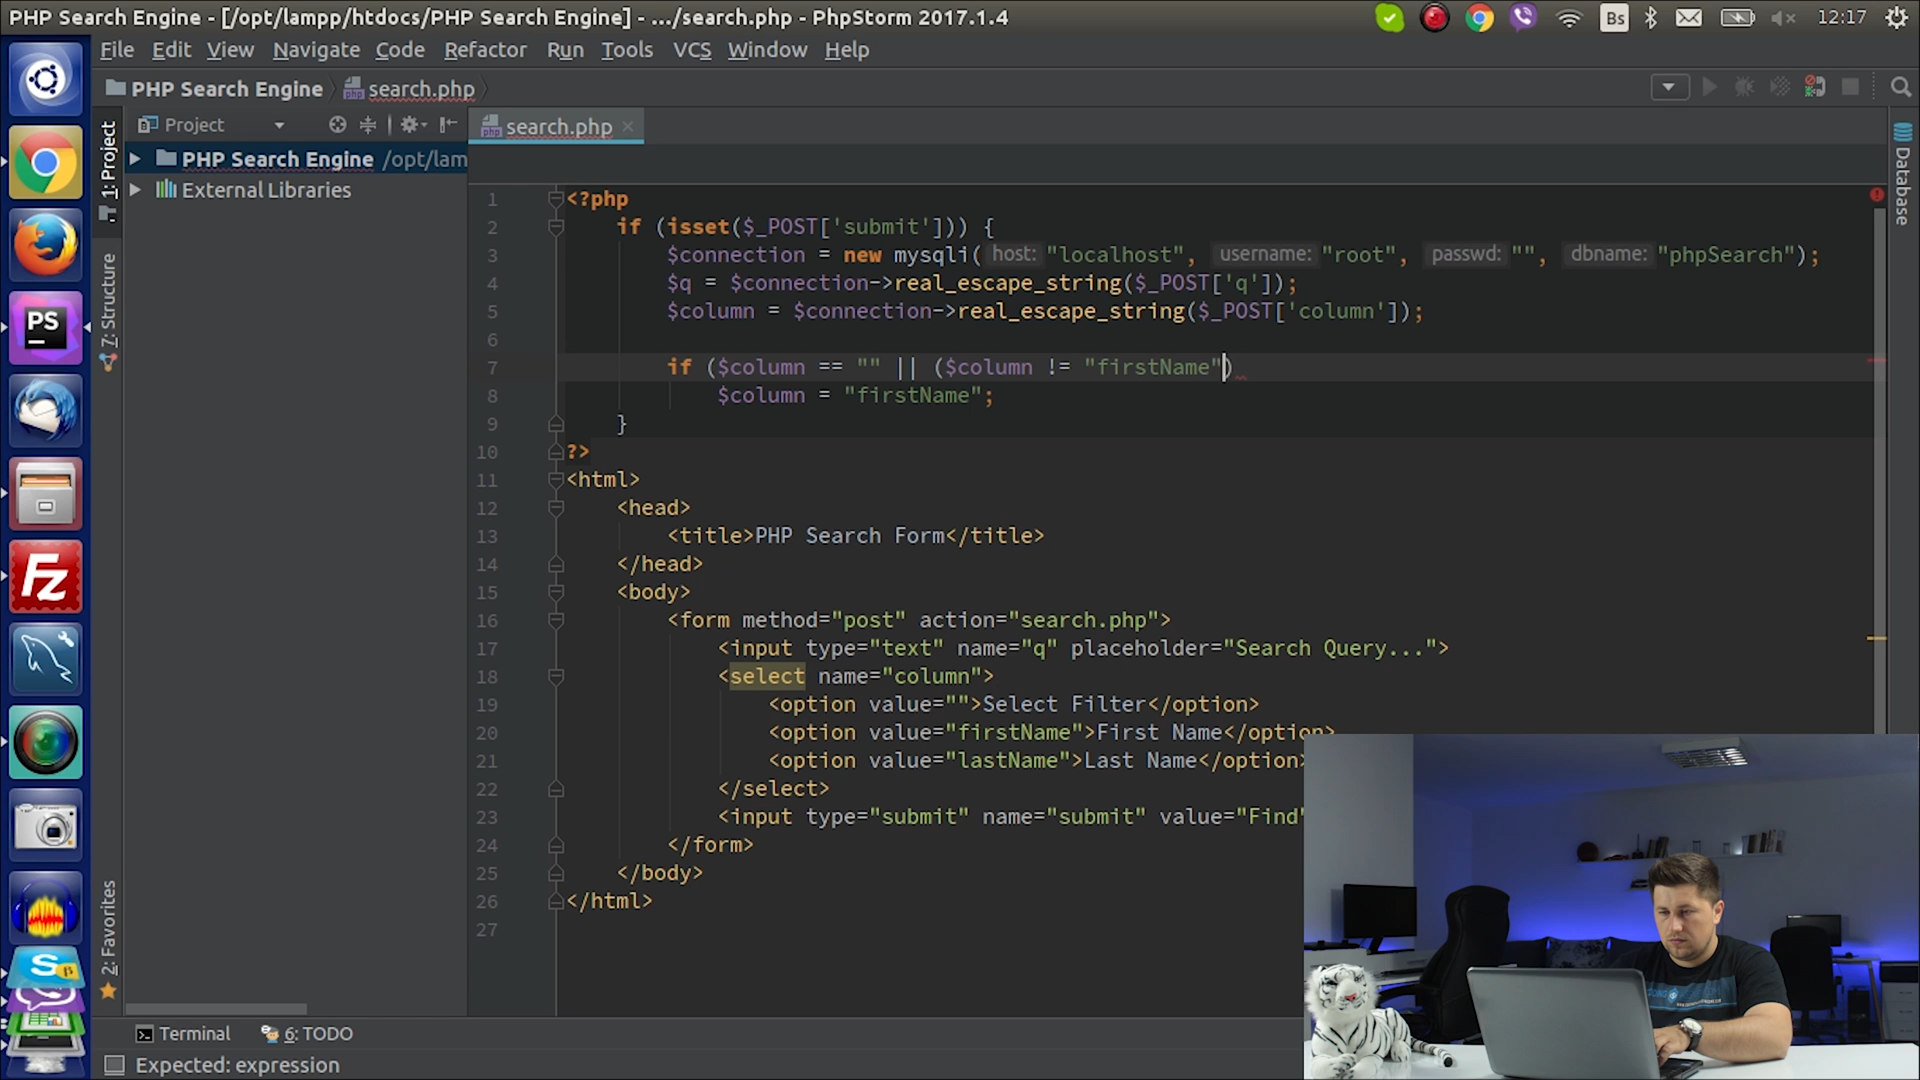 PHP Search Engine - [/opt/lampp/htdocs/PHP Search Engine] - .../search.php - PhpStorm 2017.1.4
Bs
12:17
File Edit View Navigate Code Refactor Run Tools VCS Window Help
PHP Search Engine search.php
Project
search.php
PHP Search Engine /opt/lam
External Libraries
1: Project
7: Structure
2: Favorites
Database
PS
Fz
S
1 <?php
2 if (isset($_POST['submit'])) {
3 $connection = new mysqli( host: "localhost", username: "root", passwd: "", dbname: "phpSearch");
4 $q = $connection->real_escape_string($_POST['q']);
5 $column = $connection->real_escape_string($_POST['column']);
6
7 if ($column == "" || ($column != "firstName")
8 $column = "firstName";
9 }
10 ?>
11 <html>
12 <head>
13 <title>PHP Search Form</title>
14 </head>
15 <body>
16 <form method="post" action="search.php">
17 <input type="text" name="q" placeholder="Search Query...">
18 <select name="column">
19 <option value="">Select Filter</option>
20 <option value="firstName">First Name</option>
21 <option value="lastName">Last Name</option>
22 </select>
23 <input type="submit" name="submit" value="Find"
24 </form>
25 </body>
26 </html>
27
Terminal 6: TODO
Expected: expression